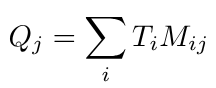 Q_j = \sum_i T_i M_{ij}